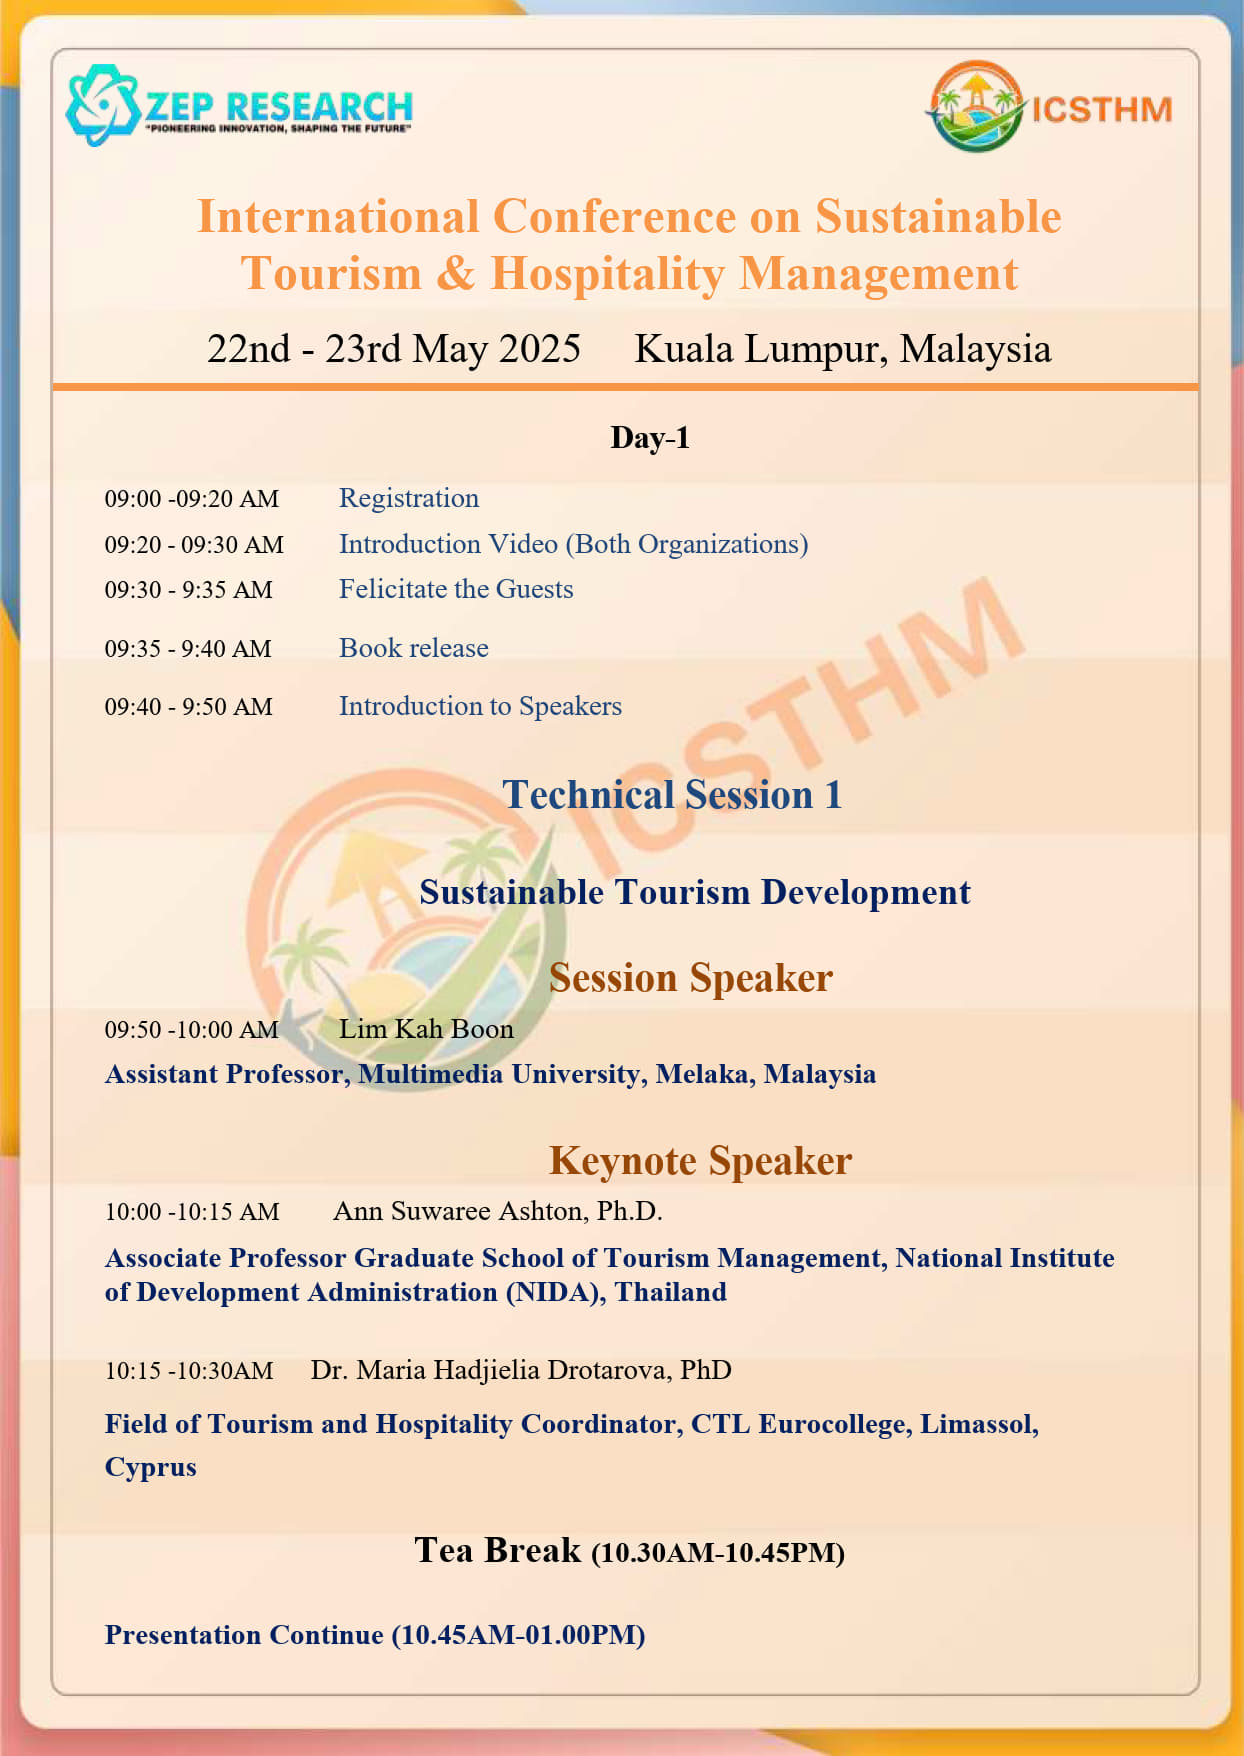 ZEP RESEARCH
"PIONEERING INNOVATION, SHAPING THE FUTURE"
ICSTHM
International Conference on Sustainable
Tourism & Hospitality Management
22nd - 23rd May 2025 Kuala Lumpur, Malaysia
Day-1
09:00 -09:20 AM Registration
09:20 - 09:30 AM Introduction Video (Both Organizations)
09:30 - 9:35 AM Felicitate the Guests
09:35 - 9:40 AM Book release
09:40 - 9:50 AM Introduction to Speakers
ICSTHM
Technical Session 1
Sustainable Tourism Development
Session Speaker
09:50 -10:00 AM Lim Kah Boon
Assistant Professor, Multimedia University, Melaka, Malaysia
Keynote Speaker
10:00 -10:15 AM Ann Suwaree Ashton, Ph.D.
Associate Professor Graduate School of Tourism Management, National Institute
of Development Administration (NIDA), Thailand
10:15 -10:30AM Dr. Maria Hadjielia Drotarova, PhD
Field of Tourism and Hospitality Coordinator, CTL Eurocollege, Limassol,
Cyprus
Tea Break (10.30AM-10.45PM)
Presentation Continue (10.45AM-01.00PM)